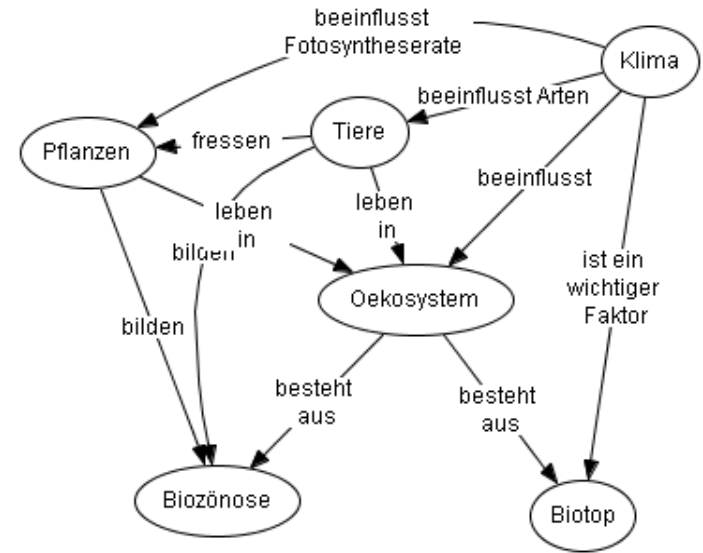 beeinflusst
Fotosyntheserate
Klima
beeinflusst Arten
Tiere
fressen
Pflanzen
beeinflusst
leben
in
leben
in
bilden
ist ein
wichtiger
Faktor
Oekosystem
bilden
besteht
aus
besteht
aus
Biozönose
Biotop